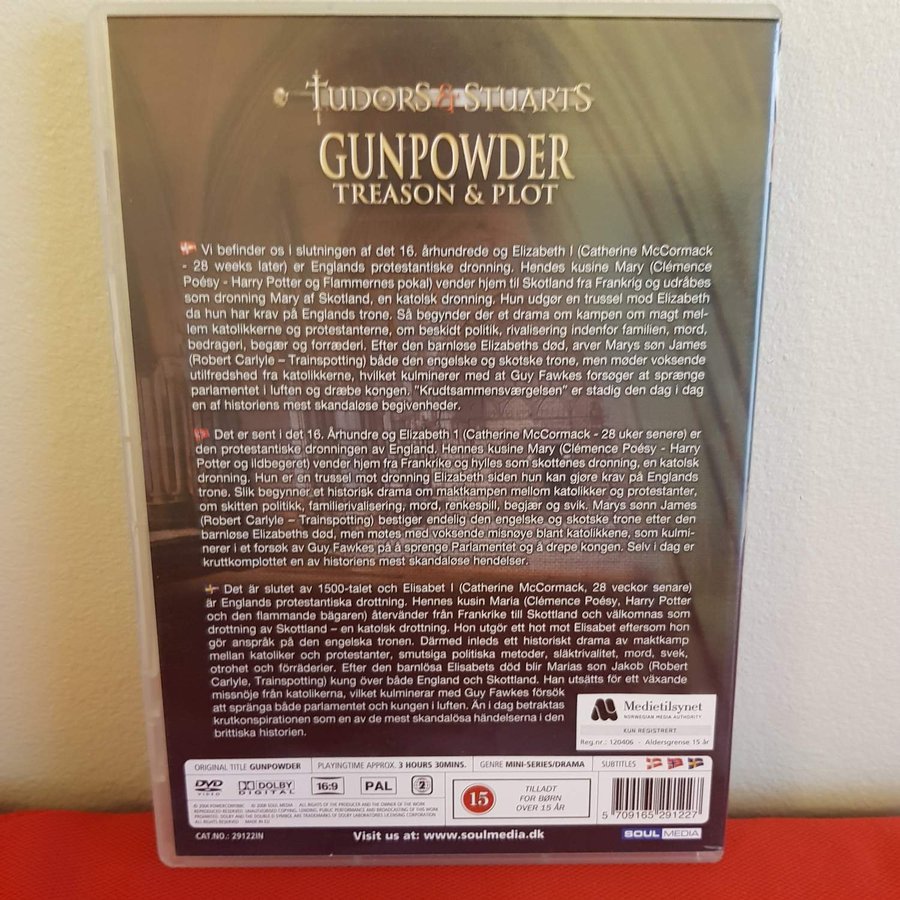 TUDORS & STUARTS
GUNPOWDER
TREASON & PLOT
Vi befinder os i slutningen af det 16. århundrede og Elizabeth I (Catherine McCormack
- 28 weeks later) er Englands protestantiske dronning. Hendes kusine Mary (Clémence
Poésy - Harry Potter og Flammernes pokal) vender hjem til Skotland fra Frankrig og udråbes
som dronning Mary af Skotland, en katolsk dronning. Hun udgør en trussel mod Elizabeth
da hun har krav på Englands trone. Så begynder der et drama om kampen om magt mel-
lem katolikkerne og protestanterne, om beskidt politik, rivalisering indenfor familien, mord,
bedrageri, begær og forræderi. Efter den barnløse Elizabeths død, arver Marys søn James
(Robert Carlyle – Trainspotting) både den engelske og skotske trone, men møder voksende
utilfredshed fra katolikkerne, hvilket kulminerer med at Guy Fawkes forsøger at sprænge
parlamentet i luften og dræbe kongen. "Krudtsammensværgelsen" er stadig den dag i dag
en af historiens mest skandaløse begivenheder.
Det er sent i det 16. Århundre og Elizabeth 1 (Catherine McCormack - 28 uker senere) er
den protestantiske dronningen av England. Hennes kusine Mary (Clémence Poésy - Harry
Potter og ildbegeret) vender hjem fra Frankrike og hylles som skottenes dronning, en katolsk
dronning. Hun er en trussel mot dronning Elizabeth siden hun kan gjøre krav på Englands
trone. Slik begynner et historisk drama om maktkampen mellom katolikker og protestanter,
om skitten politikk, familierivalisering, mord, renkespill, begjær og svik. Marys sønn James
(Robert Carlyle – Trainspotting) bestiger endelig den engelske og skotske trone etter den
barnløse Elizabeths død, men møtes med voksende misnøye blant katolikkene, som kulmi-
nerer i et forsøk av Guy Fawkes på å sprenge Parlamentet og å drepe kongen. Selv i dag er
kruttkomplottet en av historiens mest skandaløse hendelser.
Det är slutet av 1500-talet och Elisabet I (Catherine McCormack, 28 veckor senare)
är Englands protestantiska drottning. Hennes kusin Maria (Clémence Poésy, Harry Potter
och den flammande bägaren) återvänder från Frankrike till Skottland och välkomnas som
drottning av Skottland – en katolsk drottning. Hon utgör ett hot mot Elisabet eftersom hon
gör anspråk på den engelska tronen. Därmed inleds ett historiskt drama av maktkamp
mellan katoliker och protestanter, smutsiga politiska metoder, släktrivalitet, mord, svek,
otrohet och förräderier. Efter den barnlösa Elisabets död blir Marias son Jakob (Robert
Carlyle, Trainspotting) kung över både England och Skottland. Han utsätts för ett växande
missnöje från katolikerna, vilket kulminerar med Guy Fawkes försök
att spränga både parlamentet och kungen i luften. Än i dag betraktas
krutkonspirationen som en av de mest skandalösa händelserna i den
brittiska historien.
Medietilsynet
NORWEGIAN MEDIA AUTHORITY
KUN REGISTRERT
Reg.nr.: 120406 - Aldersgrense 15 år
ORIGINAL TITLE GUNPOWDER PLAYINGTIME APPROX. 3 HOURS 30MINS. GENRE MINI-SERIES/DRAMA SUBTITLES
DVD VIDEO DOLBY DIGITAL 16:9 PAL 2
15 TILLADT
FOR BØRN
OVER 15 ÅR
5 709165 291227
CAT.NO.: 29122IN
Visit us at: www.soulmedia.dk
SOUL MEDIA